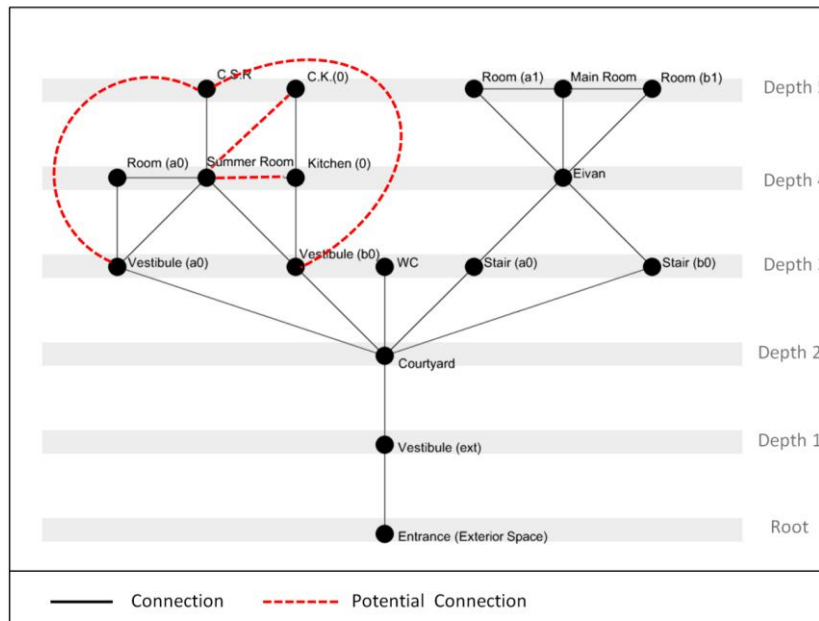 C.S.R
C.K.(0)
Room (a1)
Main Room
Room (b1)
Depth
Room (a0)
Summer Room
Kitchen (0)
Eivan
Depth
Vestibule (a0)
Vestibule (b0)
WC
Stair (a0)
Stair (b0)
Depth
Courtyard
Depth 2
Vestibule (ext)
Depth 1
Entrance (Exterior Space)
Root
Connection
Potential Connection